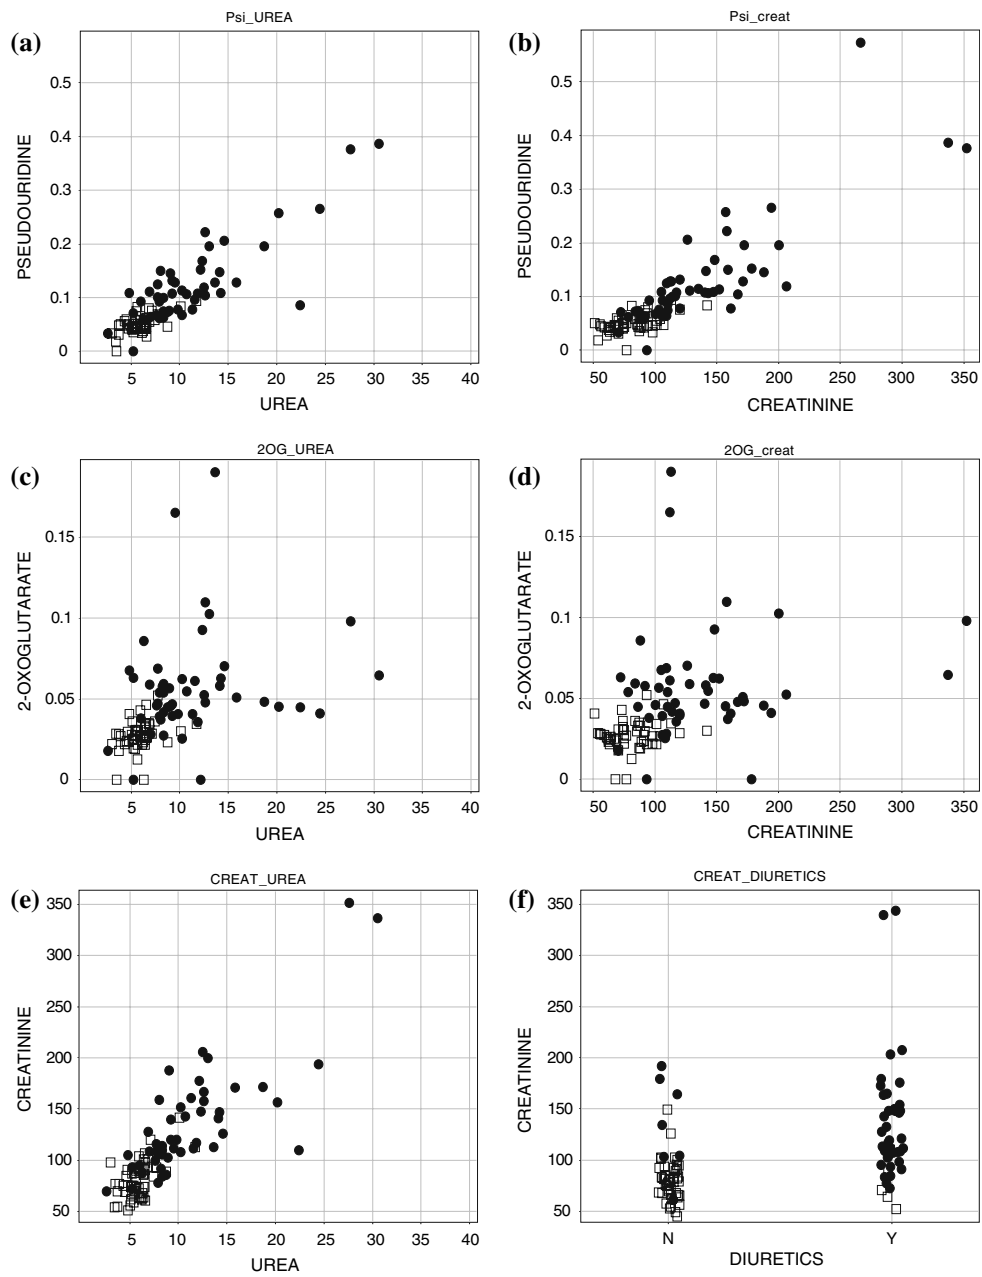 Psi_UREA
(a)
PSEUDOURIDINE
0.5
0.4
0.3
0.2
0.1
0
5 10 15 20 25 30 35 40
UREA
Psi_creat
(b)
PSEUDOURIDINE
0.5
0.4
0.3
0.2
0.1
0
50 100 150 200 250 300 350
CREATININE
2OG_UREA
(c)
2-OXOGLUTARATE
0.15
0.1
0.05
0
5 10 15 20 25 30 35 40
UREA
2OG_creat
(d)
2-OXOGLUTARATE
0.15
0.1
0.05
0
50 100 150 200 250 300 350
CREATININE
CREAT_UREA
(e)
CREATININE
350
300
250
200
150
100
50
5 10 15 20 25 30 35 40
UREA
CREAT_DIURETICS
(f)
CREATININE
350
300
250
200
150
100
50
N Y
DIURETICS